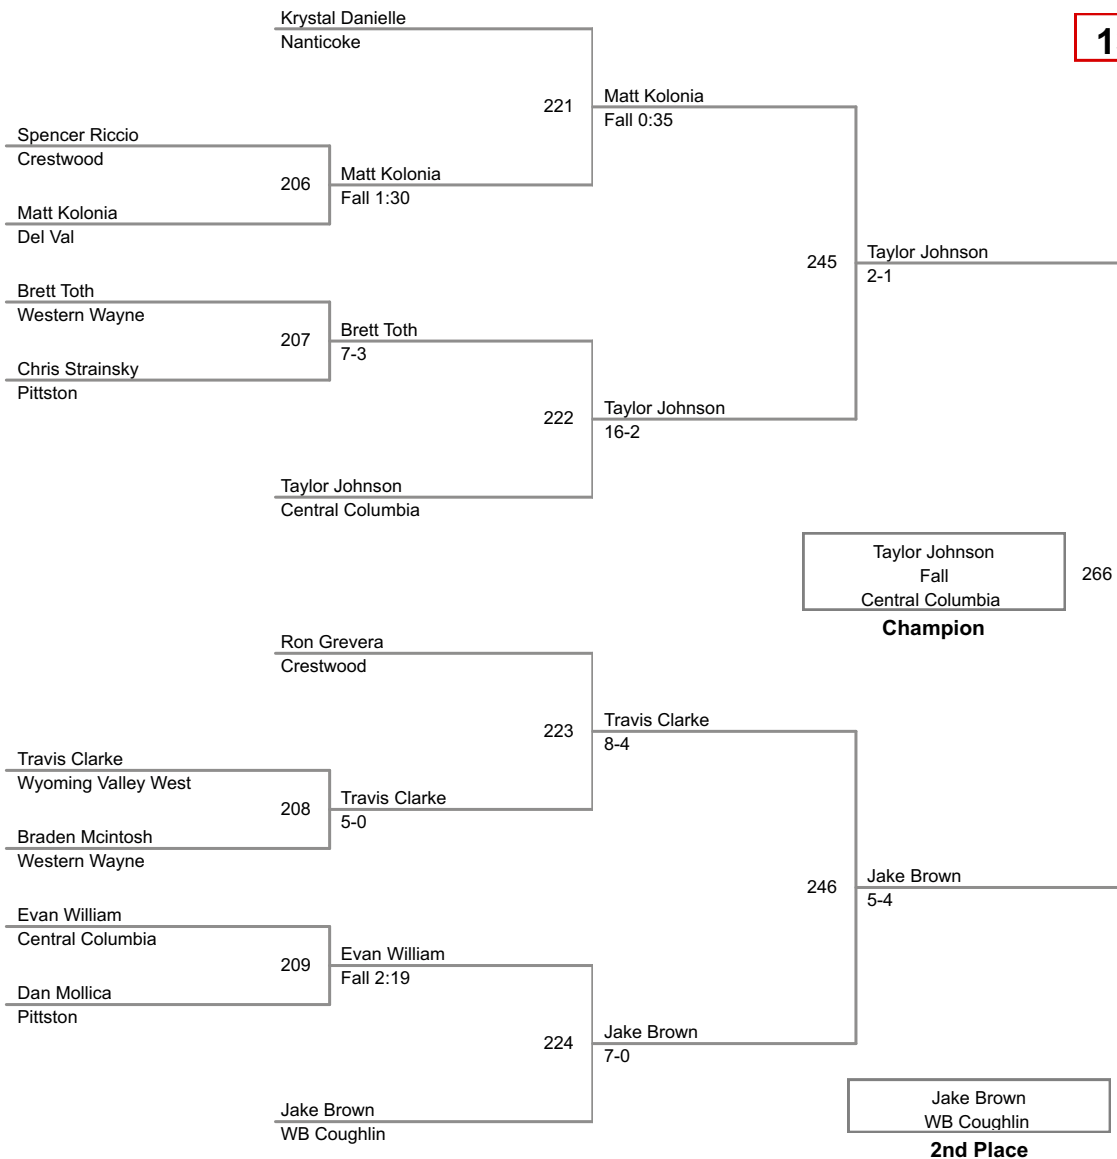 Krystal Danielle
Nanticoke
1
221
Matt Kolonia
Fall 0:35
Spencer Riccio
Crestwood
206
Matt Kolonia
Fall 1:30
Matt Kolonia
Del Val
245
Taylor Johnson
2-1
Brett Toth
Western Wayne
207
Brett Toth
7-3
Chris Strainsky
Pittston
222
Taylor Johnson
16-2
Taylor Johnson
Central Columbia
Taylor Johnson
Fall
Central Columbia
266
Champion
Ron Grevera
Crestwood
223
Travis Clarke
8-4
Travis Clarke
Wyoming Valley West
208
Travis Clarke
5-0
Braden Mcintosh
Western Wayne
246
Jake Brown
5-4
Evan William
Central Columbia
209
Evan William
Fall 2:19
Dan Mollica
Pittston
224
Jake Brown
7-0
Jake Brown
WB Coughlin
Jake Brown
WB Coughlin
2nd Place